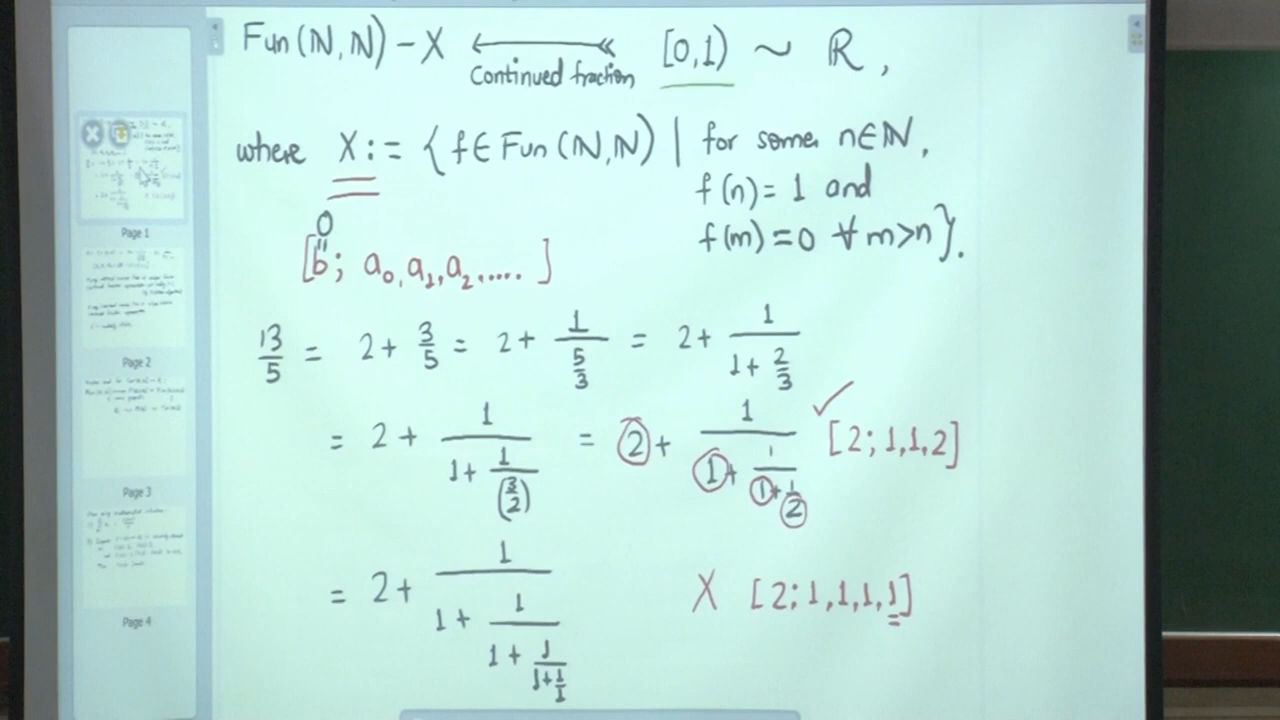 Fun(ℕ,ℕ) − X ⟷ [0,1) ~ ℝ,
Continued fraction
where X := {f ∈ Fun(ℕ,ℕ) | for some n∈ℕ,
f(n) = 1 and
f(m) = 0 ∀ m>n}.
0
[b; a₀, a₁, a₂, ..... ]
13/5 = 2 + 3/5 = 2 + 1/(5/3) = 2 + 1/(1 + 2/3)
= 2 + 1/(1 + 1/(3/2)) = 2 + 1/(1 + 1/(1 + 1/2)) ✓ [2; 1,1,2]
= 2 + 1/(1 + 1/(1 + 1/(1 + 1/1))) X [2; 1,1,1,1]
Page 1
Page 2
Page 3
Page 4